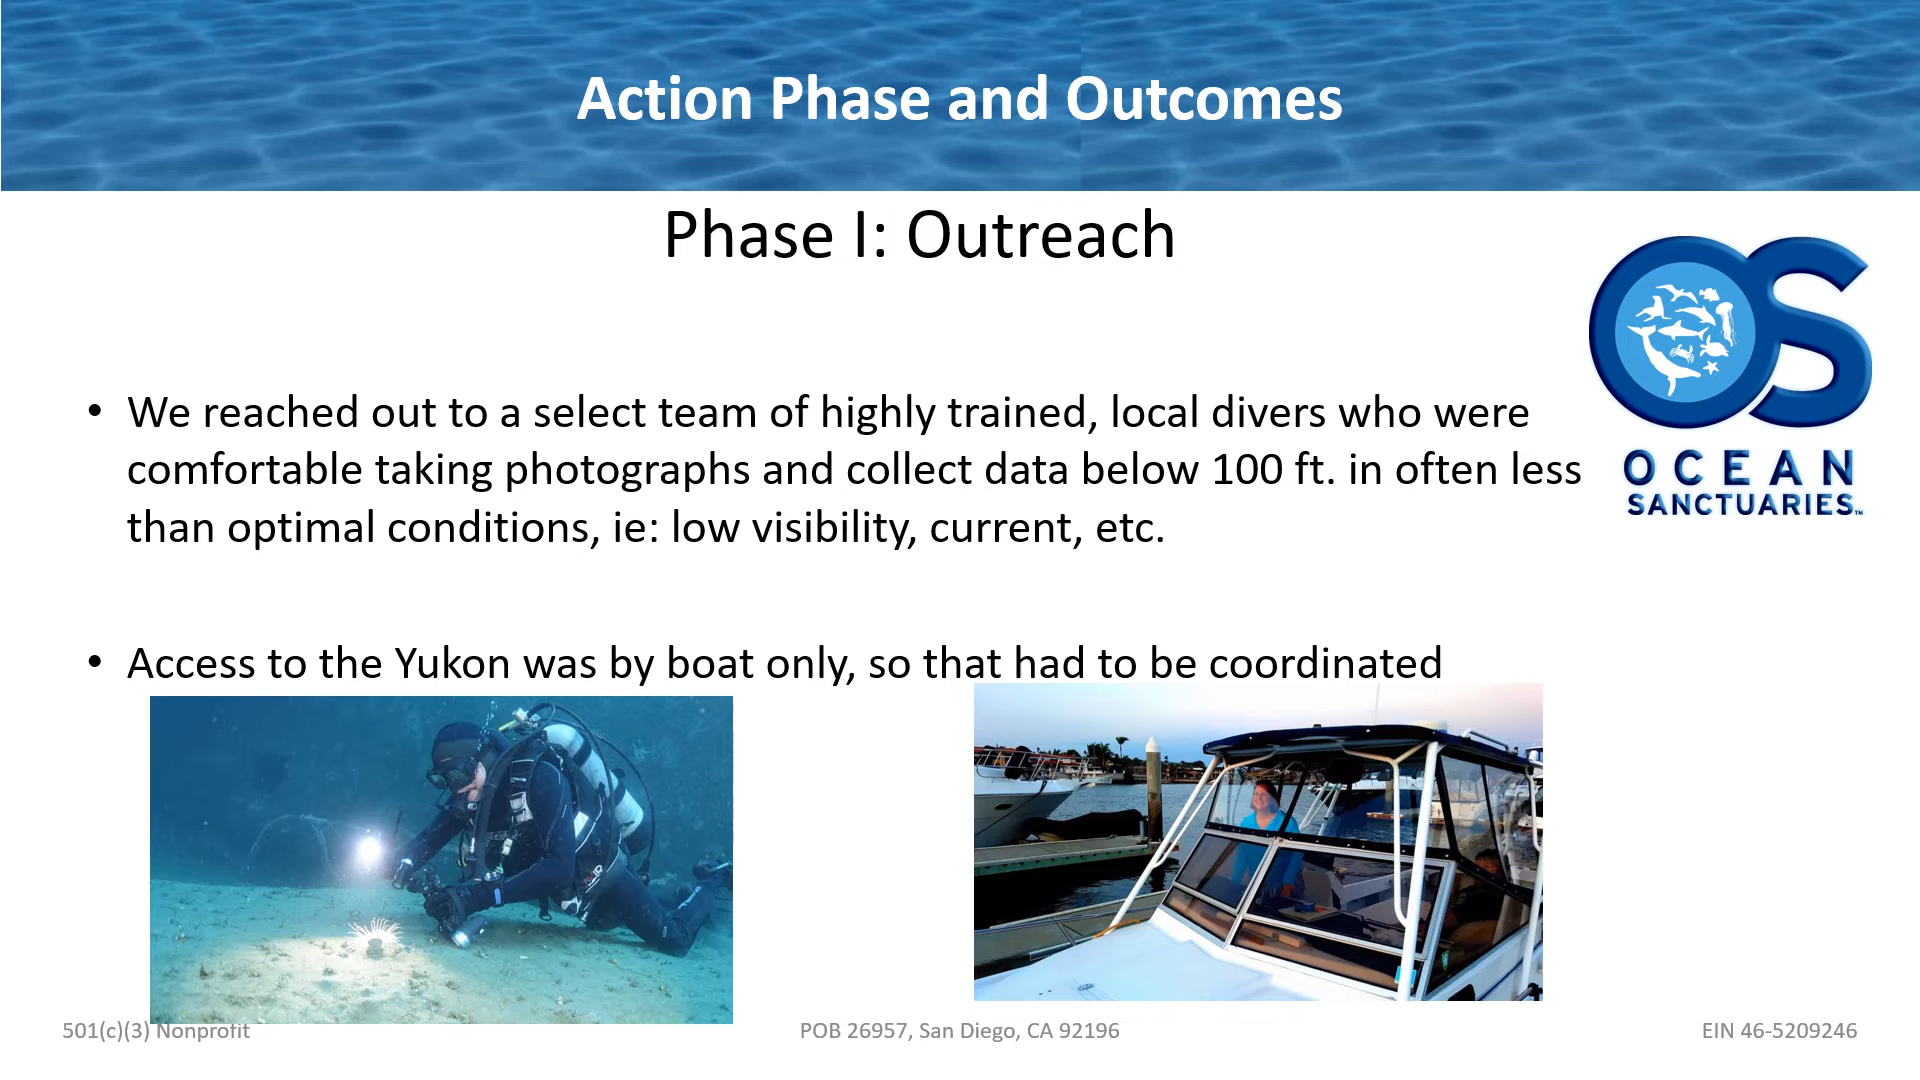 Action Phase and Outcomes
Phase I: Outreach
• We reached out to a select team of highly trained, local divers who were
comfortable taking photographs and collect data below 100 ft. in often less
than optimal conditions, ie: low visibility, current, etc.
• Access to the Yukon was by boat only, so that had to be coordinated
OS
OCEAN
SANCTUARIES™
501(c)(3) Nonprofit
POB 26957, San Diego, CA 92196
EIN 46-5209246